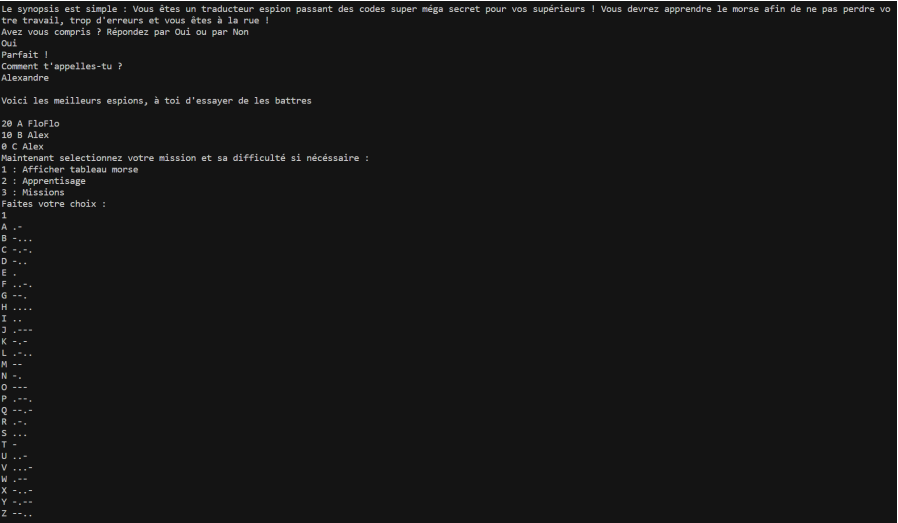 Le synopsis est simple : Vous êtes un traducteur espion passant des codes super méga secret pour vos supérieurs ! Vous devrez apprendre le morse afin de ne pas perdre vo
tre travail, trop d'erreurs et vous êtes à la rue !
Avez vous compris ? Répondez par Oui ou par Non
Oui
Parfait !
Comment t'appelles-tu ?
Alexandre
Voici les meilleurs espions, à toi d'essayer de les battres
20 A FloFlo
10 B Alex
0 C Alex
Maintenant selectionnez votre mission et sa difficulté si nécéssaire :
1 : Afficher tableau morse
2 : Apprentisage
3 : Missions
Faites votre choix :
1
A .-
B -...
C -.-.
D -..
E .
F ..-.
G --.
H ....
I ..
J .---
K -.-
L .-..
M --
N -.
O ---
P .--.
Q --.-
R .-.
S ...
T -
U ..-
V ...-
W .--
X -..-
Y -.--
Z --..